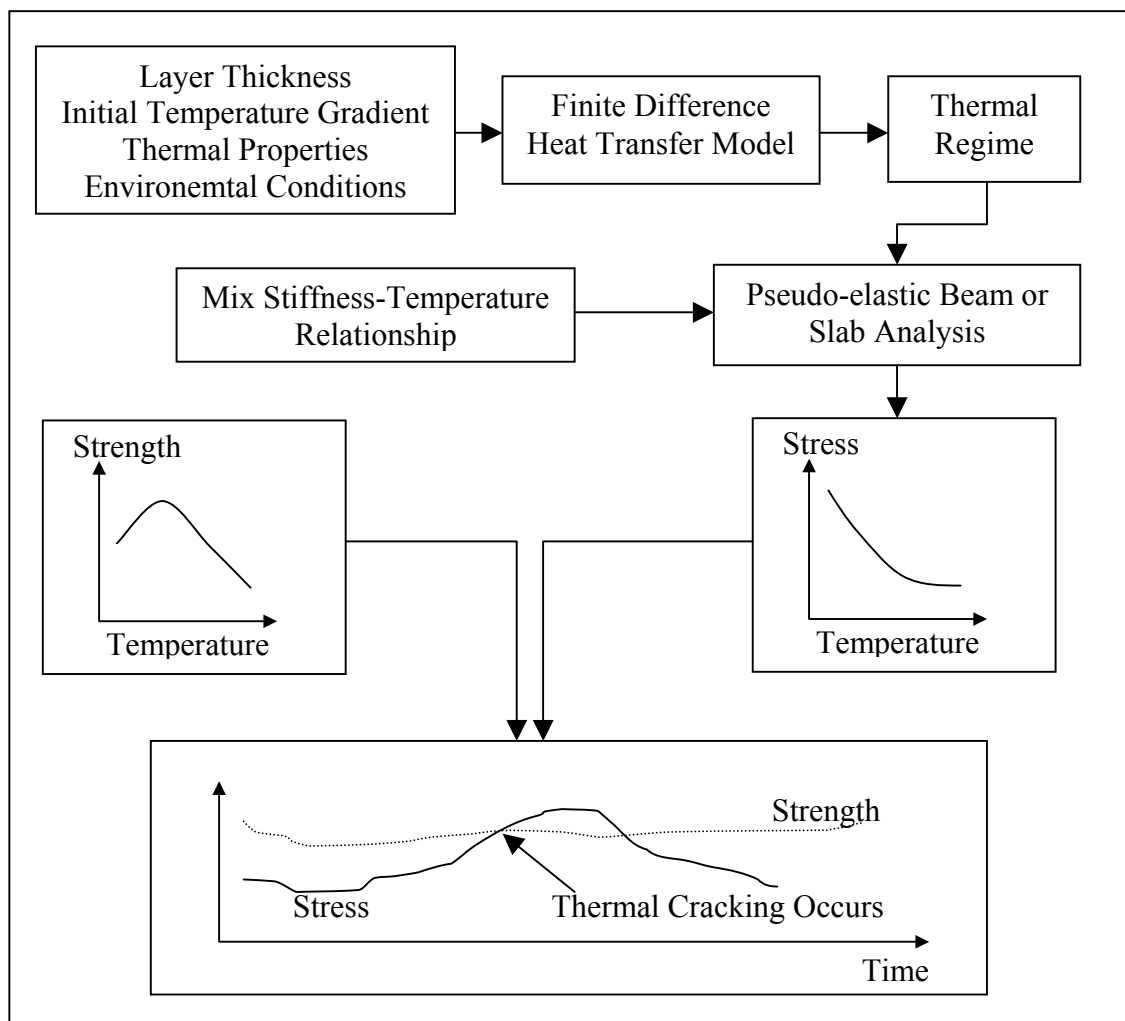 Layer Thickness
Initial Temperature Gradient
Thermal Properties
Environemtal Conditions
Finite Difference
Heat Transfer Model
Thermal
Regime
Mix Stiffness-Temperature
Relationship
Pseudo-elastic Beam or
Slab Analysis
Strength
Temperature
Stress
Temperature
Strength
Stress
Thermal Cracking Occurs
Time